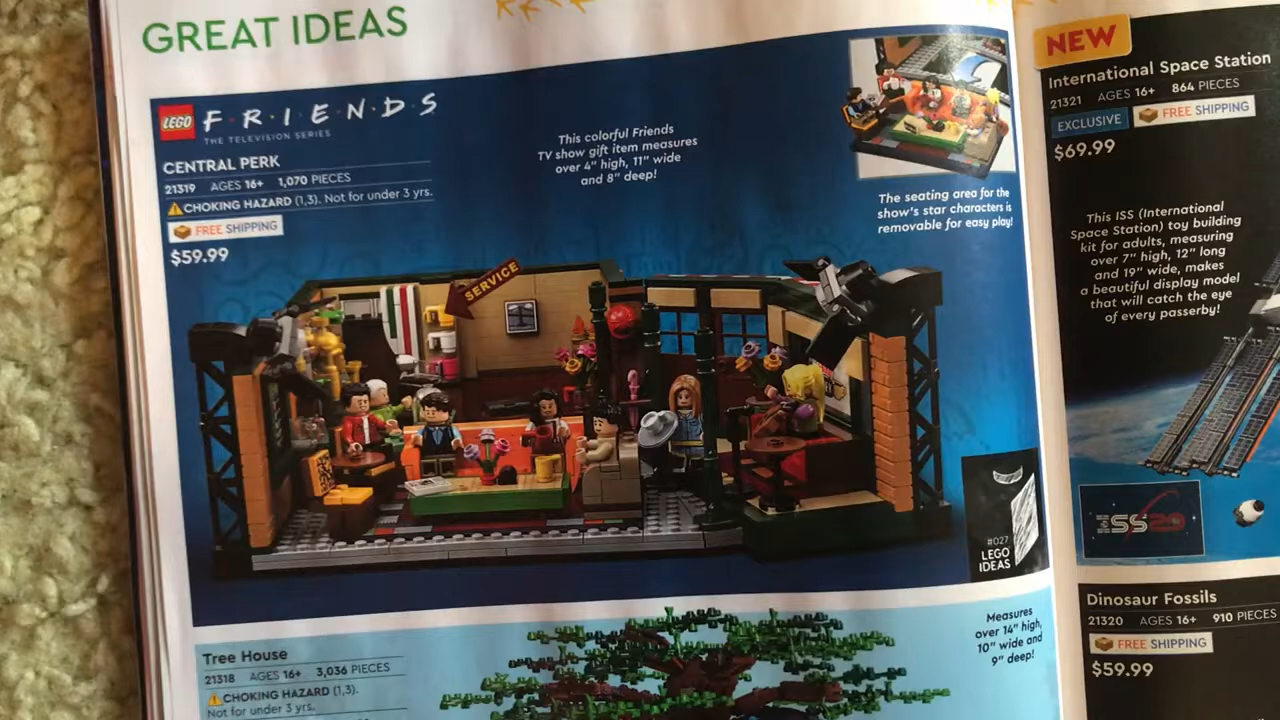 GREAT IDEAS
LEGO
F·R·I·E·N·D·S
THE TELEVISION SERIES
CENTRAL PERK
21319 AGES 16+ 1,070 PIECES
⚠CHOKING HAZARD (1,3). Not for under 3 yrs.
FREE SHIPPING
$59.99
This colorful Friends
TV show gift item measures
over 4" high, 11" wide
and 8" deep!
The seating area for the
show's star characters is
removable for easy play!
SERVICE
#027
LEGO
IDEAS
Tree House
21318 AGES 16+ 3,036 PIECES
⚠CHOKING HAZARD (1,3).
Not for under 3 yrs.
Measures
over 14" high,
10" wide and
9" deep!
NEW
International Space Station
21321 AGES 16+ 864 PIECES
EXCLUSIVE FREE SHIPPING
$69.99
This ISS (International
Space Station) toy building
kit for adults, measuring
over 7" high, 12" long
and 19" wide, makes
a beautiful display model
that will catch the eye
of every passerby!
ISS20
Dinosaur Fossils
21320 AGES 16+ 910 PIECES
FREE SHIPPING
$59.99